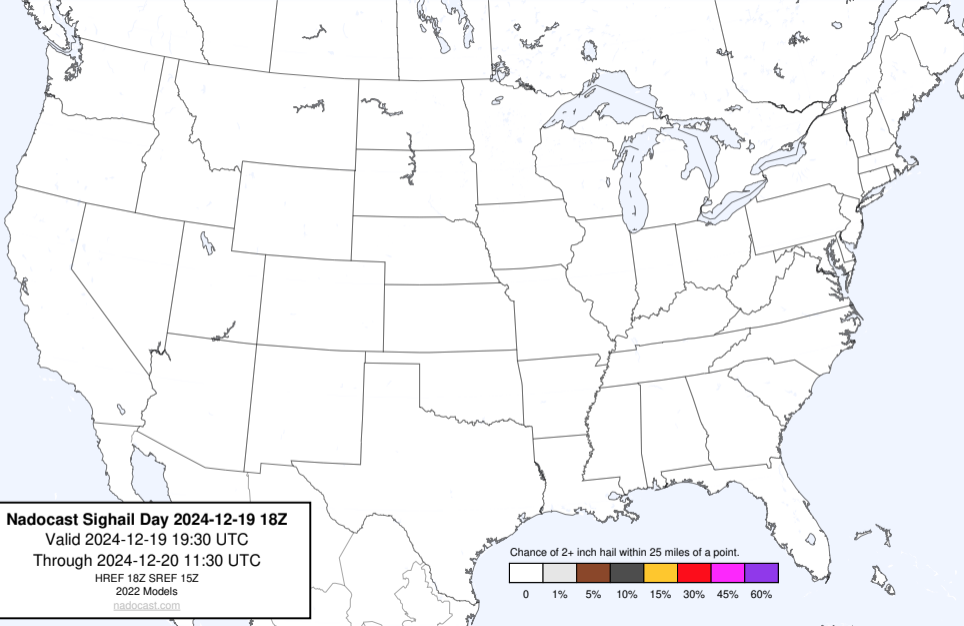 Nadocast Sighail Day 2024-12-19 18Z
Valid 2024-12-19 19:30 UTC
Through 2024-12-20 11:30 UTC
HREF 18Z SREF 15Z
2022 Models
nadocast.com
Chance of 2+ inch hail within 25 miles of a point.
0 1% 5% 10% 15% 30% 45% 60%